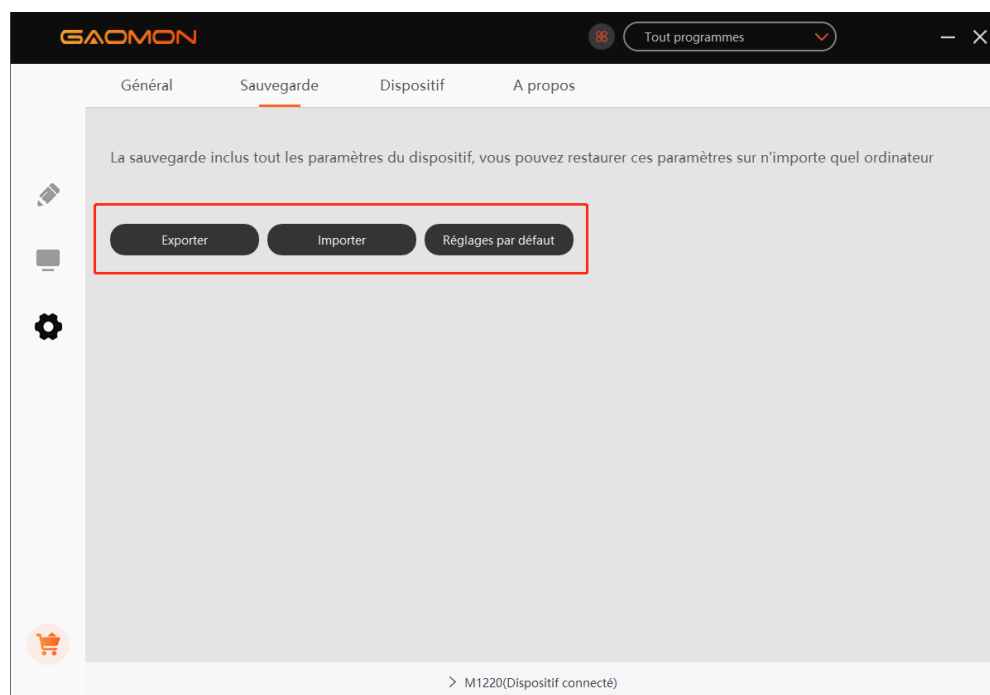 GAOMON
Tout programmes
Général Sauvegarde Dispositif A propos
La sauvegarde inclus tout les paramètres du dispositif, vous pouvez restaurer ces paramètres sur n'importe quel ordinateur
Exporter Importer Réglages par défaut
M1220(Dispositif connecté)